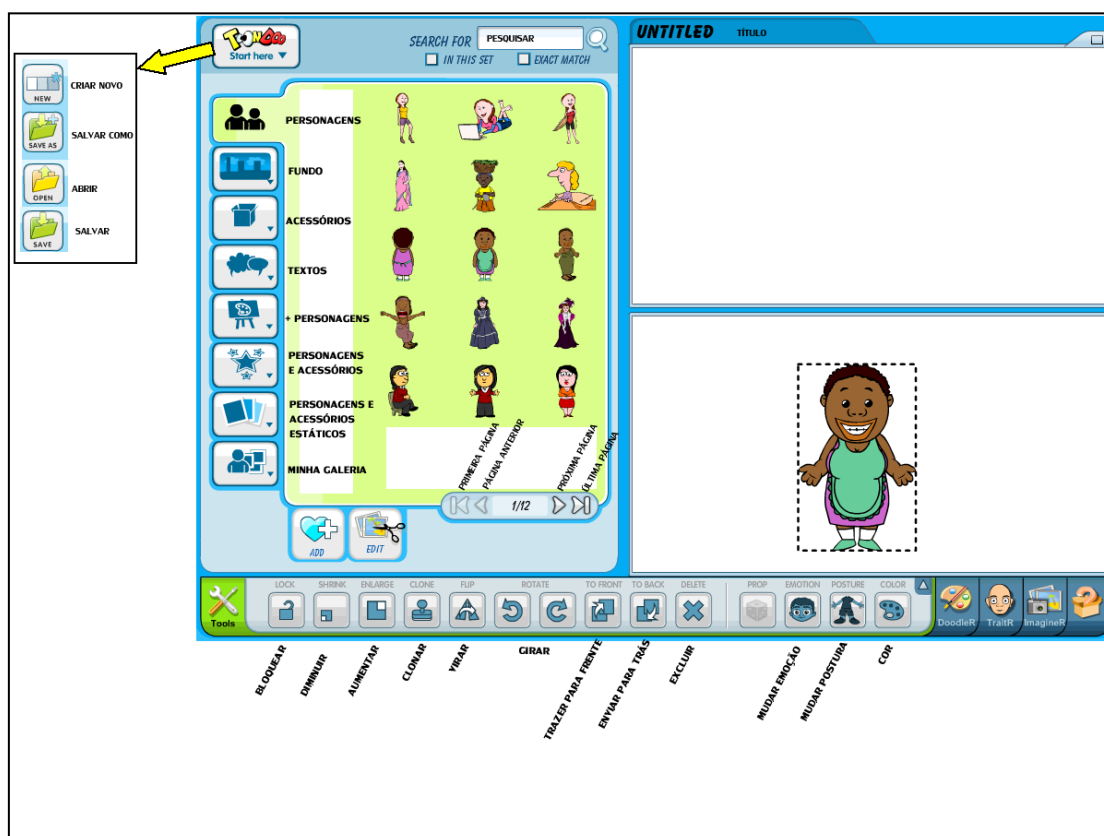 TOONDOO
Start here
SEARCH FOR PESQUISAR
IN THIS SET EXACT MATCH
UNTITLED TÍTULO
NEW CRIAR NOVO
SAVE AS SALVAR COMO
OPEN ABRIR
SAVE SALVAR
PERSONAGENS
FUNDO
ACESSÓRIOS
TEXTOS
+ PERSONAGENS
PERSONAGENS
E ACESSÓRIOS
PERSONAGENS E
ACESSÓRIOS
ESTÁTICOS
MINHA GALERIA
PRIMEIRA PÁGINA
PÁGINA ANTERIOR
PRÓXIMA PÁGINA
ÚLTIMA PÁGINA
1/12
ADD EDIT
Tools
LOCK SHRINK ENLARGE CLONE FLIP ROTATE TO FRONT TO BACK DELETE PROP EMOTION POSTURE COLOR
DoodleR TraitR ImagineR
BLOQUEAR
DIMINUIR
AUMENTAR
CLONAR
VIRAR
GIRAR
TRAZER PARA FRENTE
ENVIAR PARA TRÁS
EXCLUIR
MUDAR EMOÇÃO
MUDAR POSTURA
COR